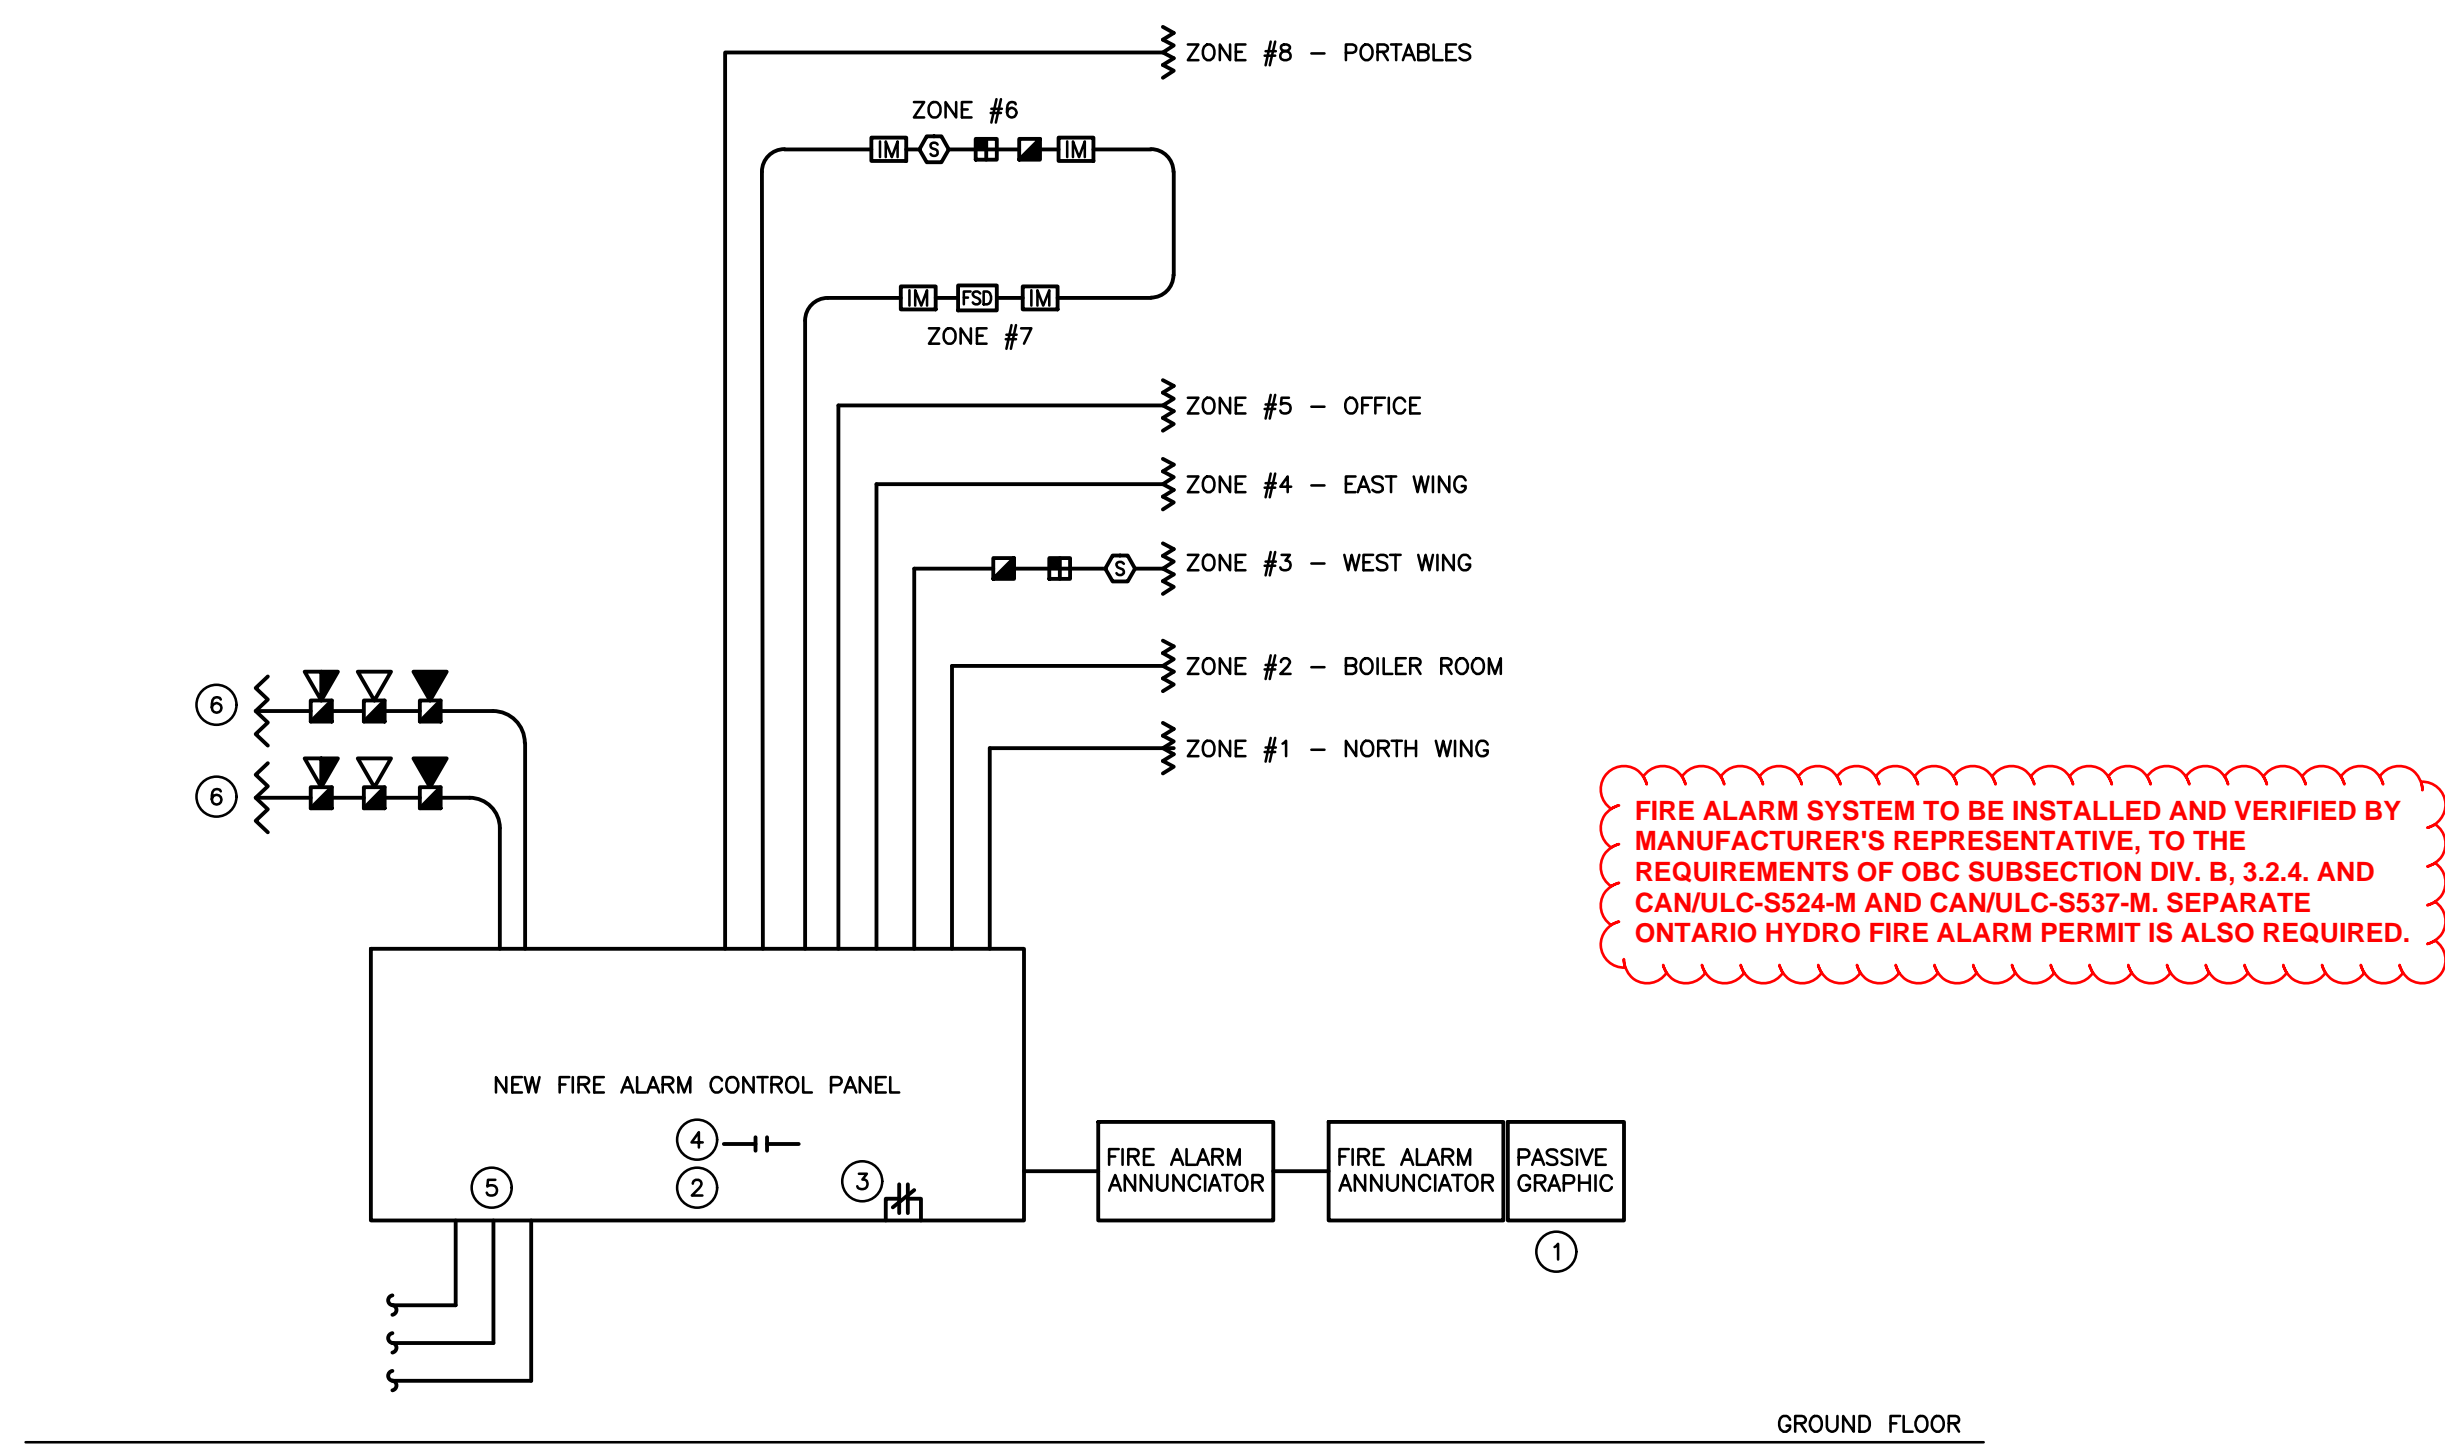 ZONE #8 – PORTABLES
ZONE #6
IM S IM
IM FSD IM
ZONE #7
ZONE #5 – OFFICE
ZONE #4 – EAST WING
S ZONE #3 – WEST WING
ZONE #2 – BOILER ROOM
6
ZONE #1 – NORTH WING
6
FIRE ALARM SYSTEM TO BE INSTALLED AND VERIFIED BY
MANUFACTURER'S REPRESENTATIVE, TO THE
REQUIREMENTS OF OBC SUBSECTION DIV. B, 3.2.4. AND
CAN/ULC-S524-M AND CAN/ULC-S537-M. SEPARATE
ONTARIO HYDRO FIRE ALARM PERMIT IS ALSO REQUIRED.
NEW FIRE ALARM CONTROL PANEL
4
5
2
3
FIRE ALARM
ANNUNCIATOR
FIRE ALARM
ANNUNCIATOR
PASSIVE
GRAPHIC
1
GROUND FLOOR